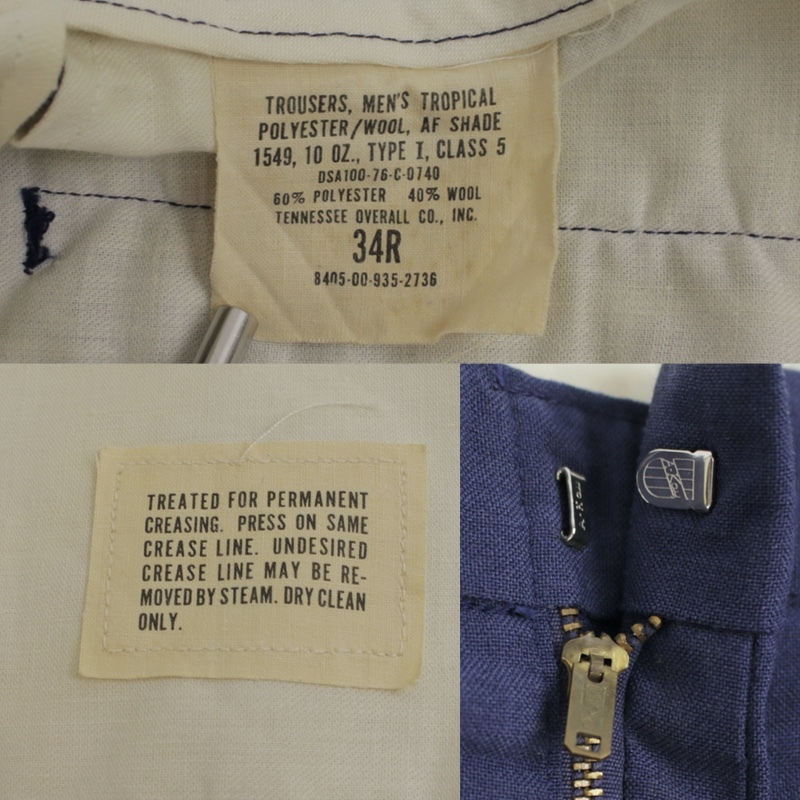 TROUSERS, MEN'S TROPICAL
POLYESTER/WOOL, AF SHADE
1549, 10 OZ., TYPE I, CLASS 5
DSA100-76-C-0740
60% POLYESTER 40% WOOL
TENNESSEE OVERALL CO., INC.
34R
8405-00-935-2736
TREATED FOR PERMANENT
CREASING. PRESS ON SAME
CREASE LINE. UNDESIRED
CREASE LINE MAY BE RE-
MOVED BY STEAM. DRY CLEAN
ONLY.